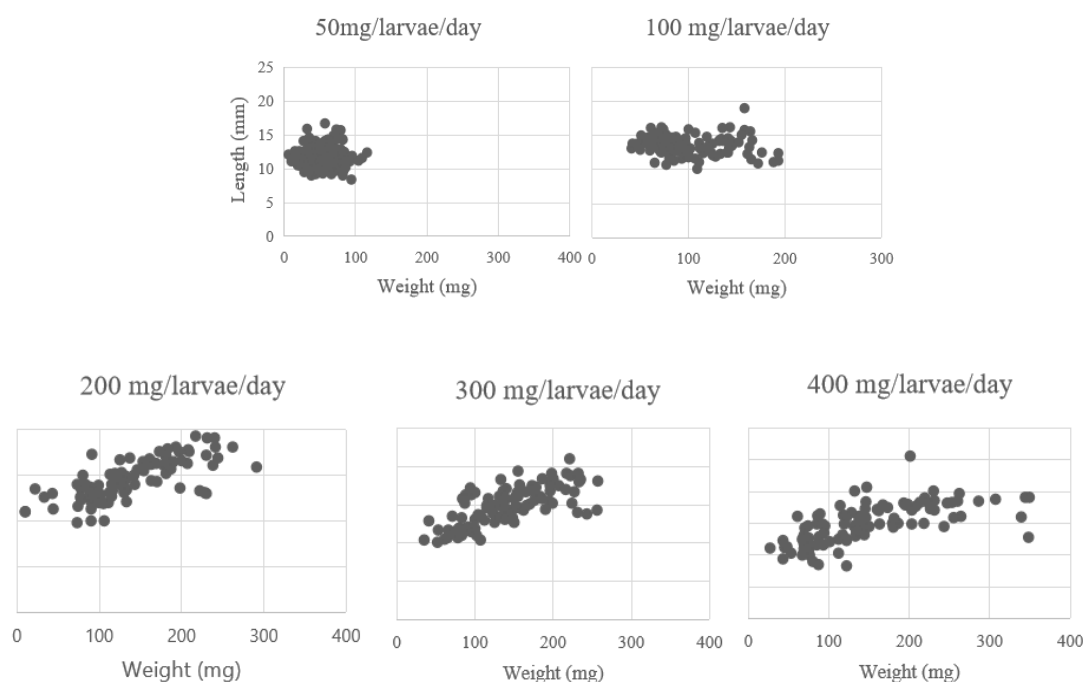 50mg/larvae/day
100 mg/larvae/day
Length (mm)
25
20
15
10
5
0
0 100 200 300 400
0 100 200 300
Weight (mg)
Weight (mg)
200 mg/larvae/day
300 mg/larvae/day
400 mg/larvae/day
0 100 200 300 400
0 100 200 300 400
0 100 200 300 400
Weight (mg)
Weight (mg)
Weight (mg)